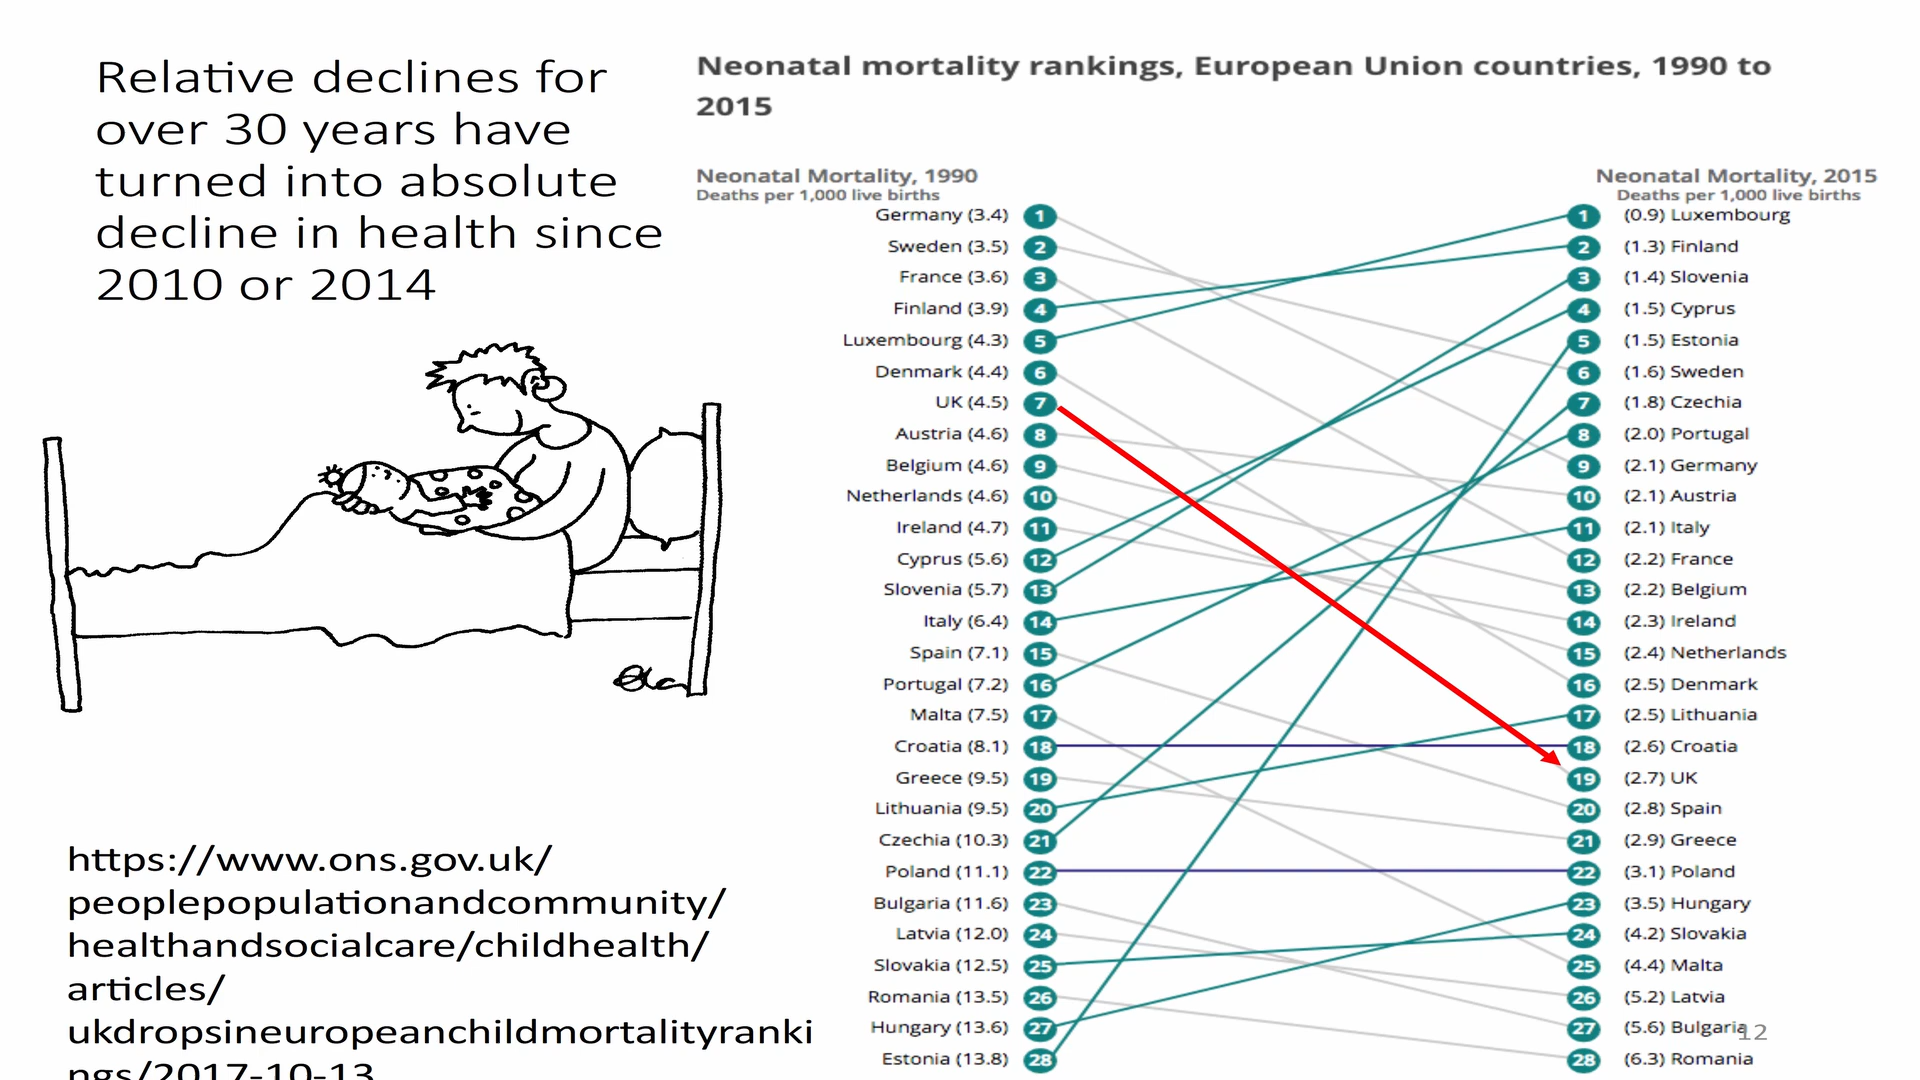 Relative declines for
over 30 years have
turned into absolute
decline in health since
2010 or 2014
https://www.ons.gov.uk/
peoplepopulationandcommunity/
healthandsocialcare/childhealth/
articles/
ukdropsineuropeanchildmortalityranki
ngs/2017-10-13
Neonatal mortality rankings, European Union countries, 1990 to
2015
Neonatal Mortality, 1990
Deaths per 1,000 live births
Germany (3.4) 1
Sweden (3.5) 2
France (3.6) 3
Finland (3.9) 4
Luxembourg (4.3) 5
Denmark (4.4) 6
UK (4.5) 7
Austria (4.6) 8
Belgium (4.6) 9
Netherlands (4.6) 10
Ireland (4.7) 11
Cyprus (5.6) 12
Slovenia (5.7) 13
Italy (6.4) 14
Spain (7.1) 15
Portugal (7.2) 16
Malta (7.5) 17
Croatia (8.1) 18
Greece (9.5) 19
Lithuania (9.5) 20
Czechia (10.3) 21
Poland (11.1) 22
Bulgaria (11.6) 23
Latvia (12.0) 24
Slovakia (12.5) 25
Romania (13.5) 26
Hungary (13.6) 27
Estonia (13.8) 28
Neonatal Mortality, 2015
Deaths per 1,000 live births
1 (0.9) Luxembourg
2 (1.3) Finland
3 (1.4) Slovenia
4 (1.5) Cyprus
5 (1.5) Estonia
6 (1.6) Sweden
7 (1.8) Czechia
8 (2.0) Portugal
9 (2.1) Germany
10 (2.1) Austria
11 (2.1) Italy
12 (2.2) France
13 (2.2) Belgium
14 (2.3) Ireland
15 (2.4) Netherlands
16 (2.5) Denmark
17 (2.5) Lithuania
18 (2.6) Croatia
19 (2.7) UK
20 (2.8) Spain
21 (2.9) Greece
22 (3.1) Poland
23 (3.5) Hungary
24 (4.2) Slovakia
25 (4.4) Malta
26 (5.2) Latvia
27 (5.6) Bulgaria
28 (6.3) Romania
12